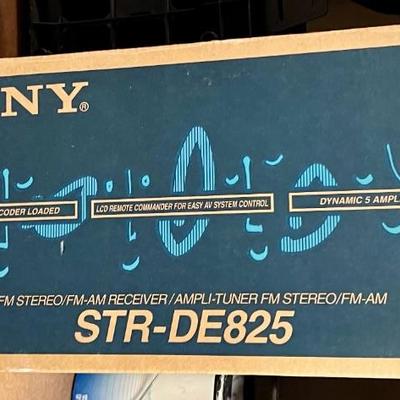 NY®
CODER LOADED
LCD REMOTE COMMANDER FOR EASY AV SYSTEM CONTROL
DYNAMIC 5 AMPL
FM STEREO/FM-AM RECEIVER/AMPLI-TUNER FM STEREO/FM-AM
STR-DE825